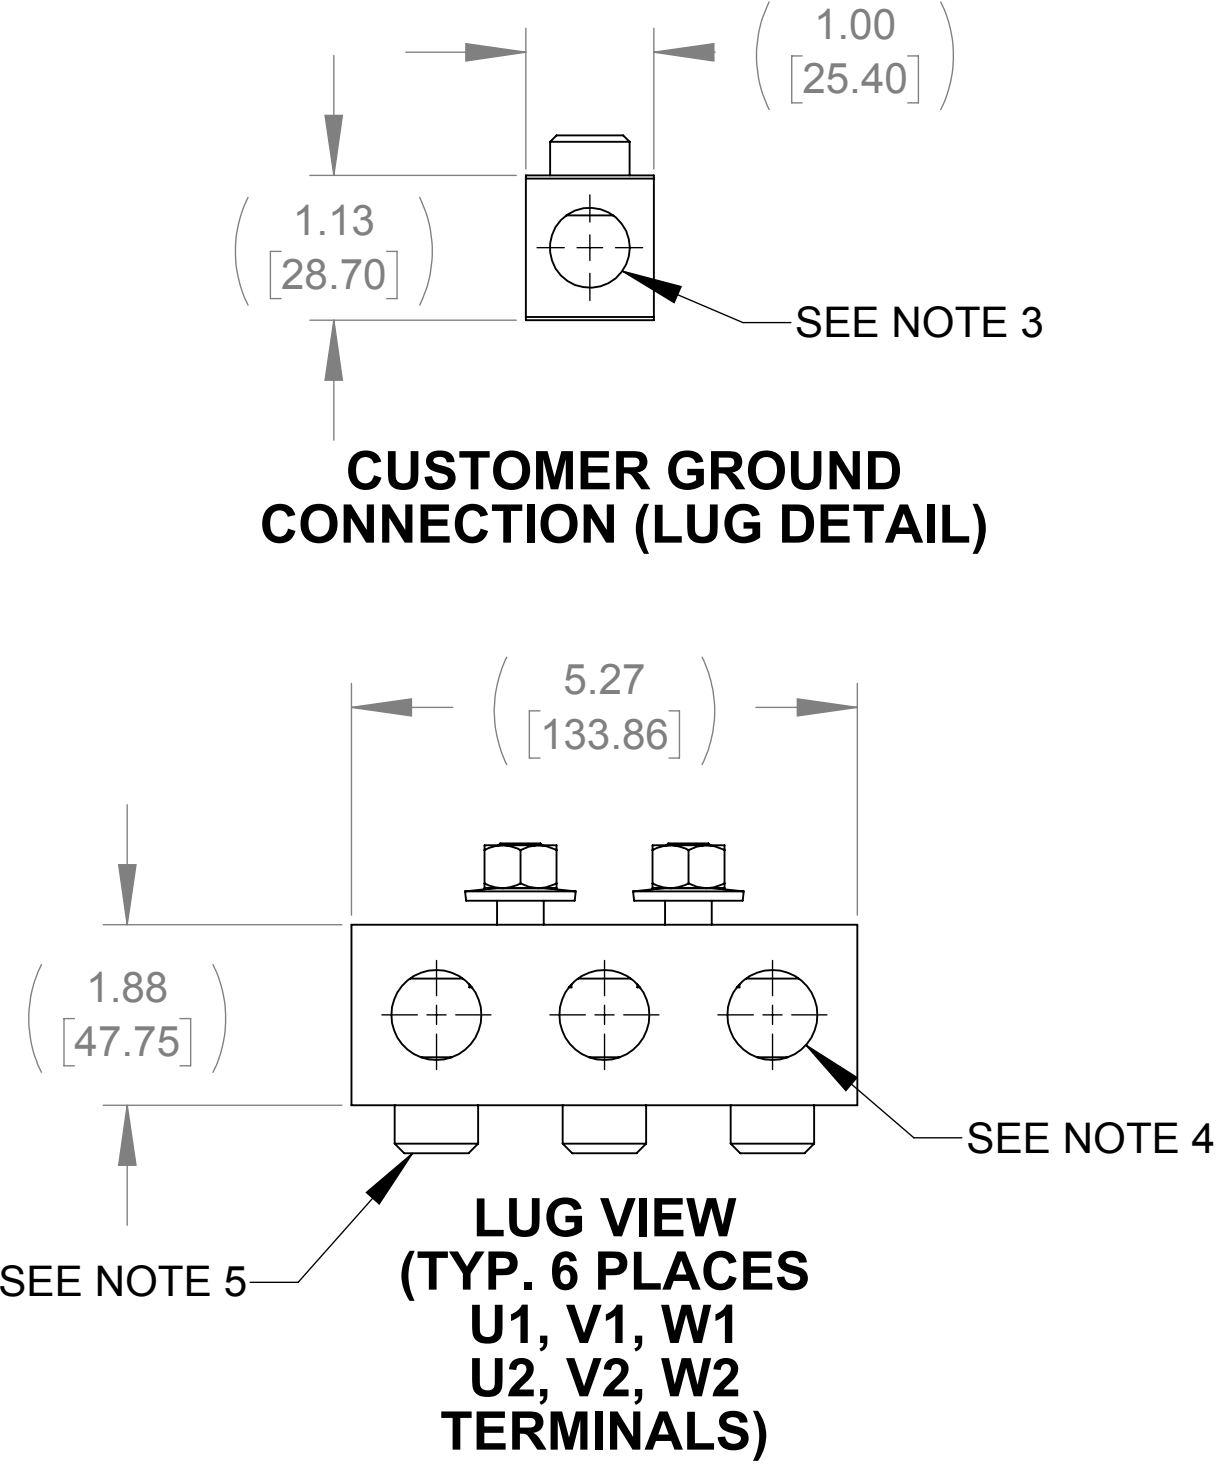 1.00
[25.40]
1.13
[28.70]
SEE NOTE 3
CUSTOMER GROUND
CONNECTION (LUG DETAIL)
5.27
[133.86]
1.88
[47.75]
SEE NOTE 4
SEE NOTE 5
LUG VIEW
(TYP. 6 PLACES
U1, V1, W1
U2, V2, W2
TERMINALS)